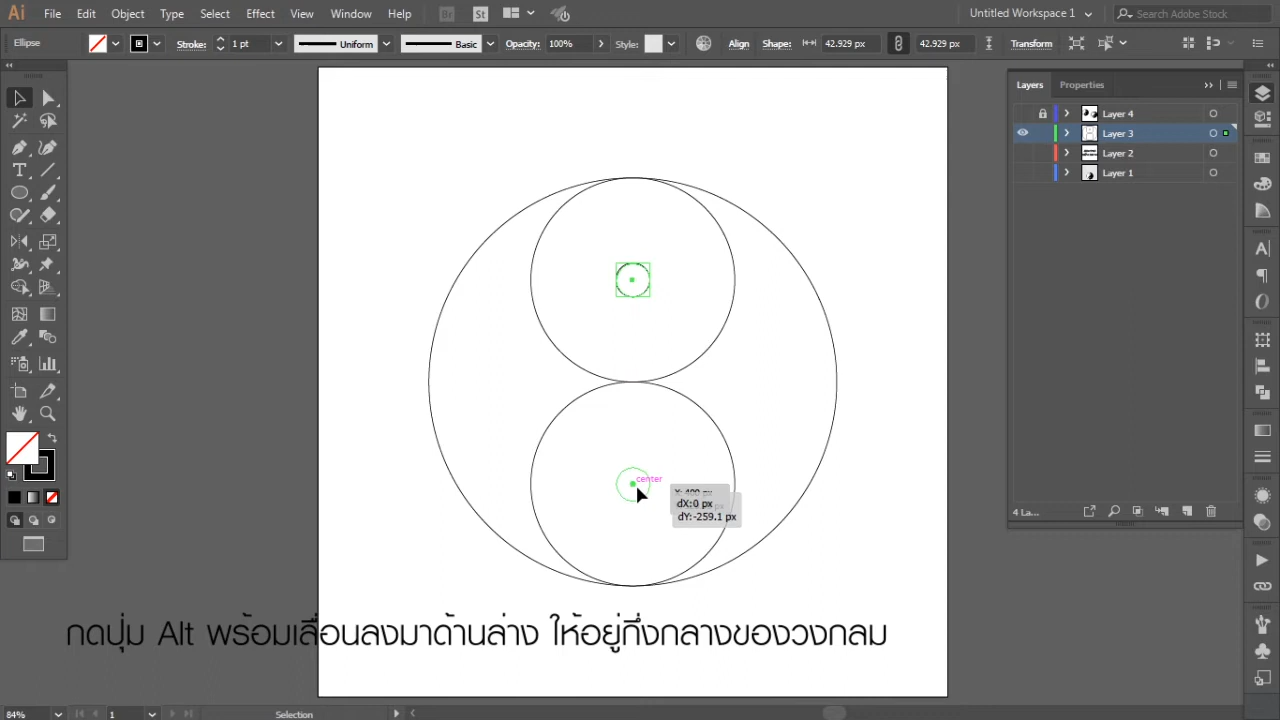 Ai File Edit Object Type Select Effect View Window Help Br St Untitled Workspace 1 Search Adobe Stock
Ellipse Stroke: 1 pt Uniform Basic Opacity: 100% Style: Align Shape: 42.929 px 42.929 px Transform
Layers Properties
Layer 4
Layer 3
Layer 2
Layer 1
center
dX:0 px
dY:-259.1 px
4 La...
กดปุ่ม Alt พร้อมเลื่อนลงมาด้านล่าง ให้อยู่กึ่งกลางของวงกลม
84% 1 Selection